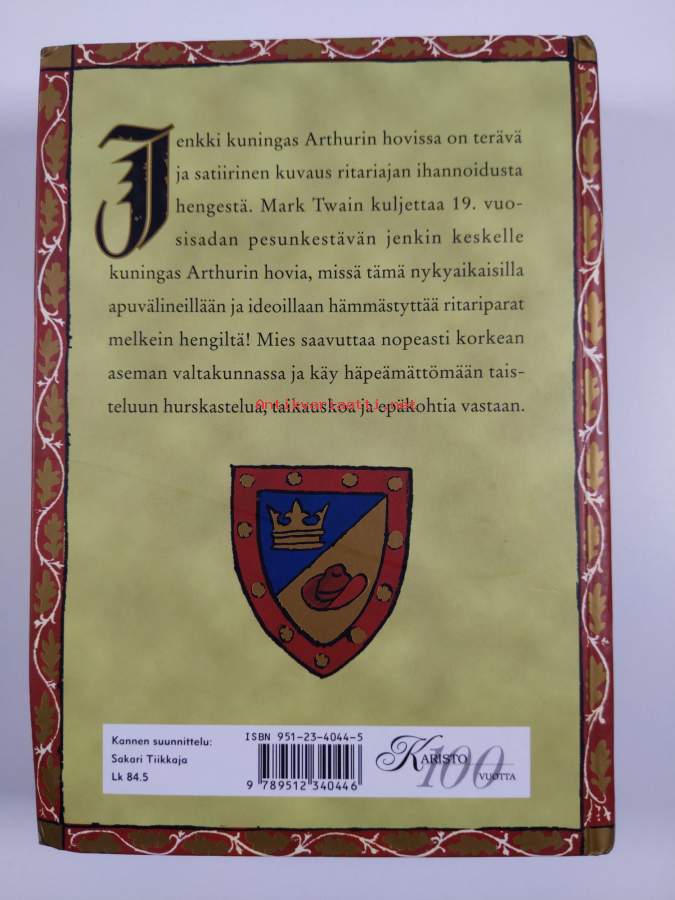 Jenkki kuningas Arthurin hovissa on terävä
ja satiirinen kuvaus ritariajan ihannoidusta
hengestä. Mark Twain kuljettaa 19. vuo-
sisadan pesunkestävän jenkin keskelle
kuningas Arthurin hovia, missä tämä nykyaikaisilla
apuvälineillään ja ideoillaan hämmästyttää ritariparat
melkein hengiltä! Mies saavuttaa nopeasti korkean
aseman valtakunnassa ja käy häpeämättömään tais-
teluun hurskastelua, taikauskoa ja epäkohtia vastaan.
Antikvariaatti.net
Kannen suunnittelu:
Sakari Tiikkaja
Lk 84.5
ISBN 951-23-4044-5
9 789512 340446
KARISTO 100
VUOTTA